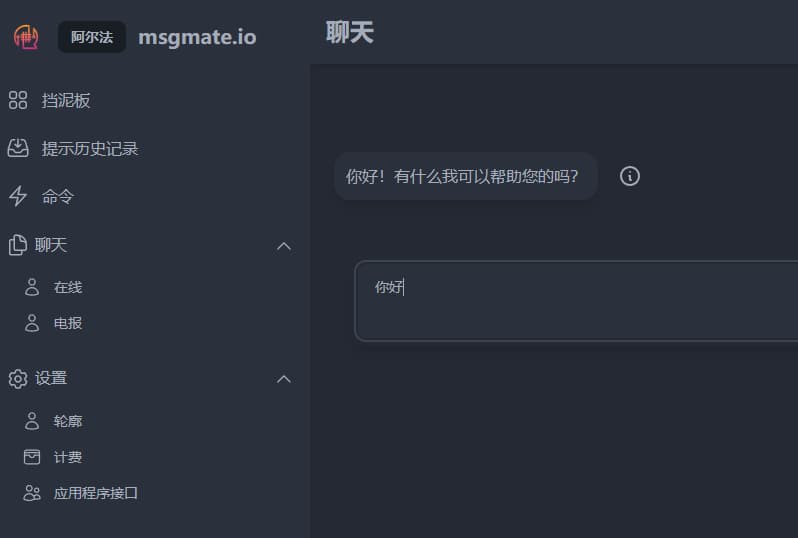 阿尔法 msgmate.io
聊天
挡泥板
提示历史记录
命令
聊天
在线
电报
设置
轮廓
计费
应用程序接口
你好！有什么我可以帮助您的吗？
你好